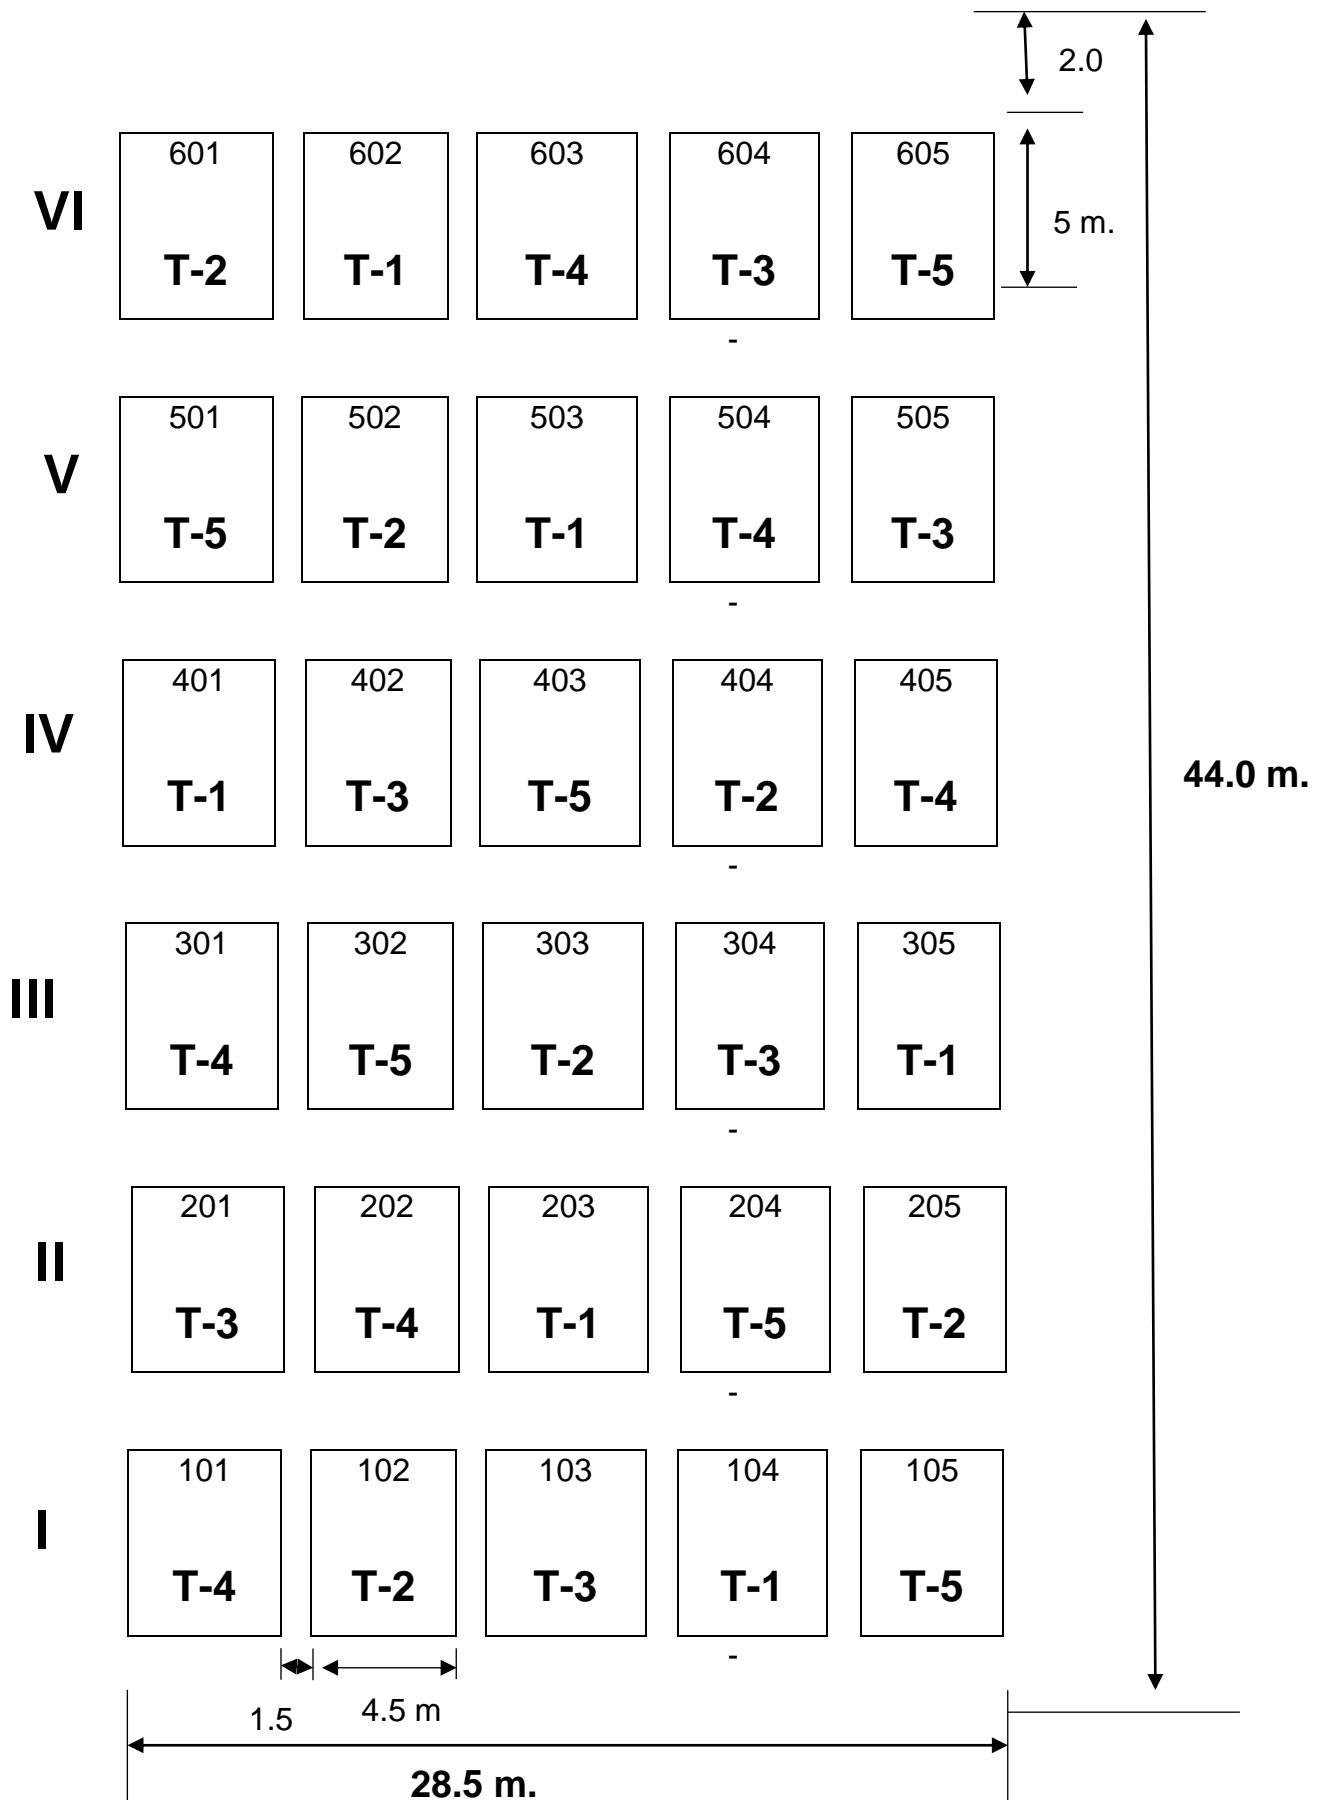 2.0
601 602 603 604 605
VI
5 m.
T-2 T-1 T-4 T-3 T-5
-
501 502 503 504 505
V
T-5 T-2 T-1 T-4 T-3
-
401 402 403 404 405
IV
44.0 m.
T-1 T-3 T-5 T-2 T-4
-
301 302 303 304 305
III
T-4 T-5 T-2 T-3 T-1
-
201 202 203 204 205
II
T-3 T-4 T-1 T-5 T-2
-
101 102 103 104 105
I
T-4 T-2 T-3 T-1 T-5
-
1.5 4.5 m
28.5 m.